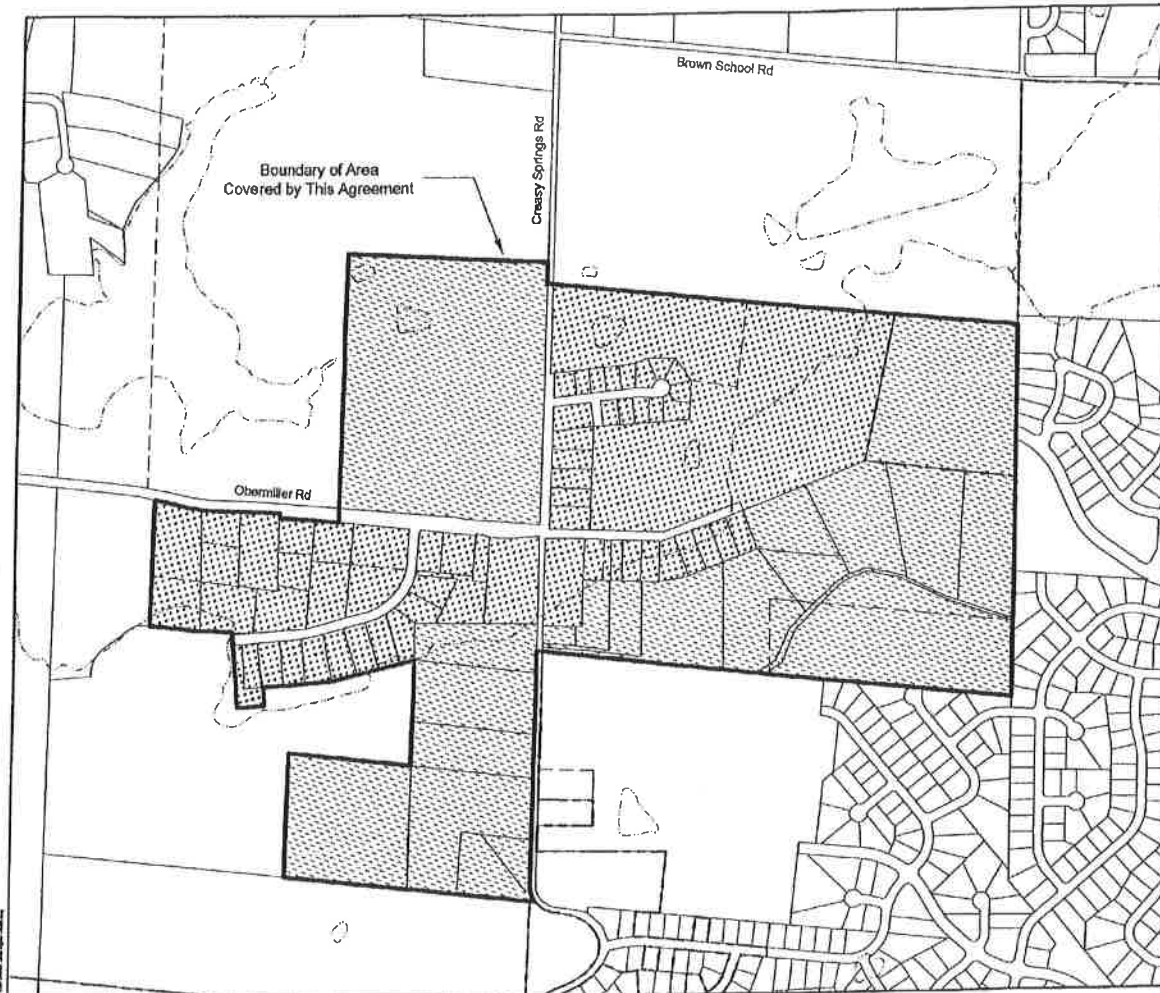 Brown School Rd
Creasy Springs Rd
Boundary of Area
Covered by This Agreement
Obermiller Rd